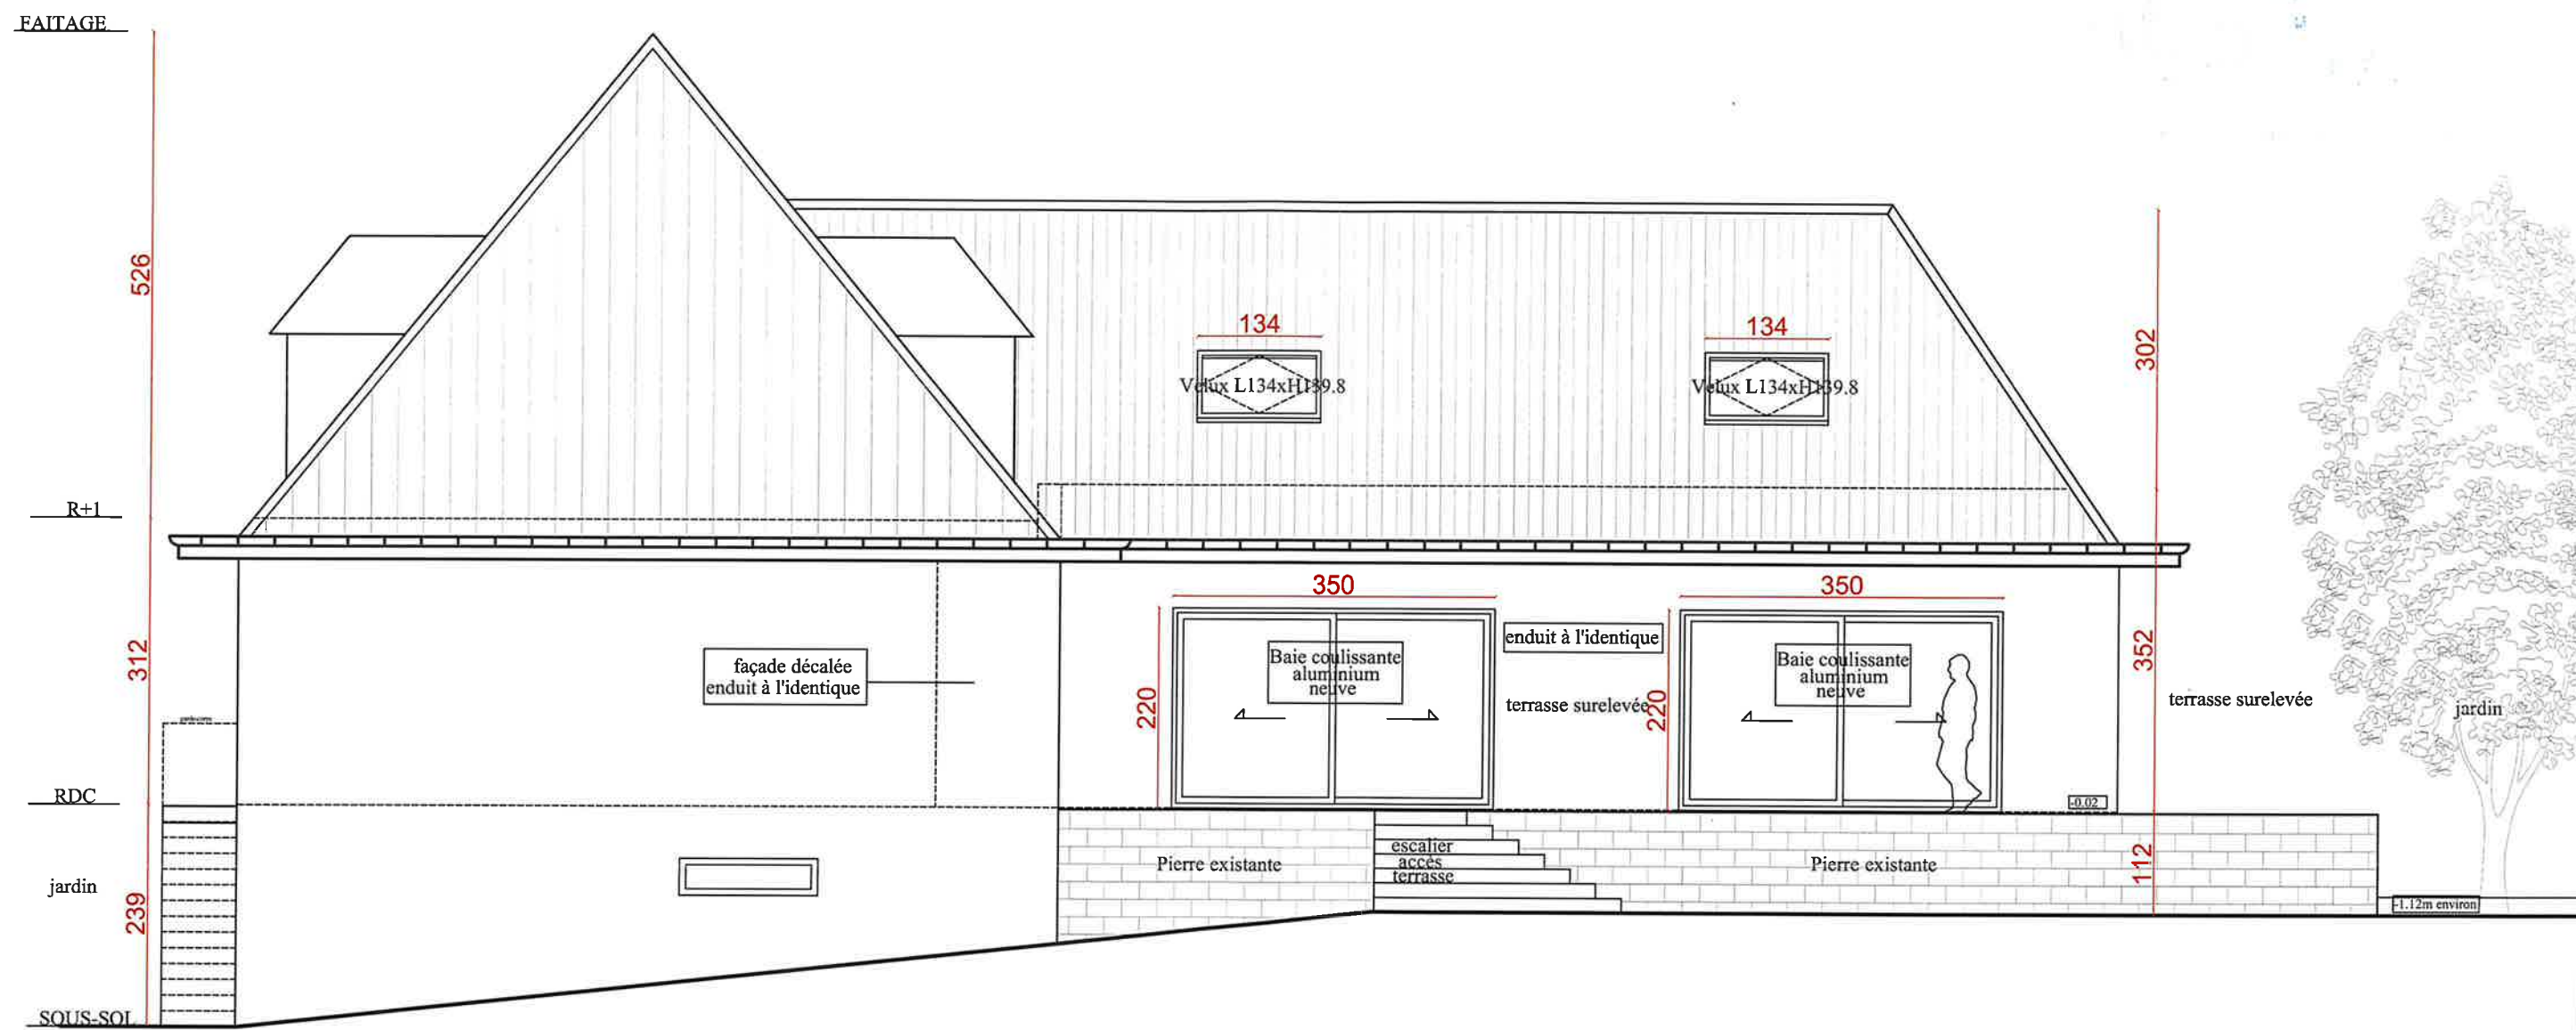 FAITAGE
526
134
134
302
Velux L134xH139.8
Velux L134xH139.8
R+1
350
350
312
façade décalée
enduit à l'identique
220
Baie coulissante
aluminium
neuve
enduit à l'identique
terrasse surelevée
220
Baie coulissante
aluminium
neuve
352
terrasse surelevée
jardin
RDC
-0.02
jardin
239
Pierre existante
escalier
accès
terrasse
Pierre existante
112
-1.12m environ
SOUS-SOL